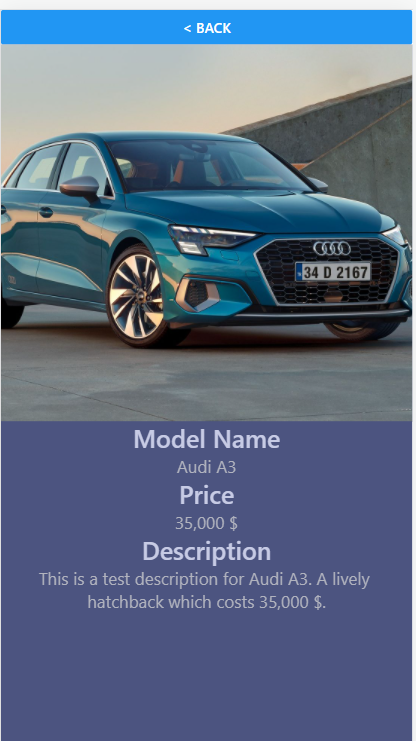 < BACK
34 D 2167
Model Name
Audi A3
Price
35,000 $
Description
This is a test description for Audi A3. A lively
hatchback which costs 35,000 $.